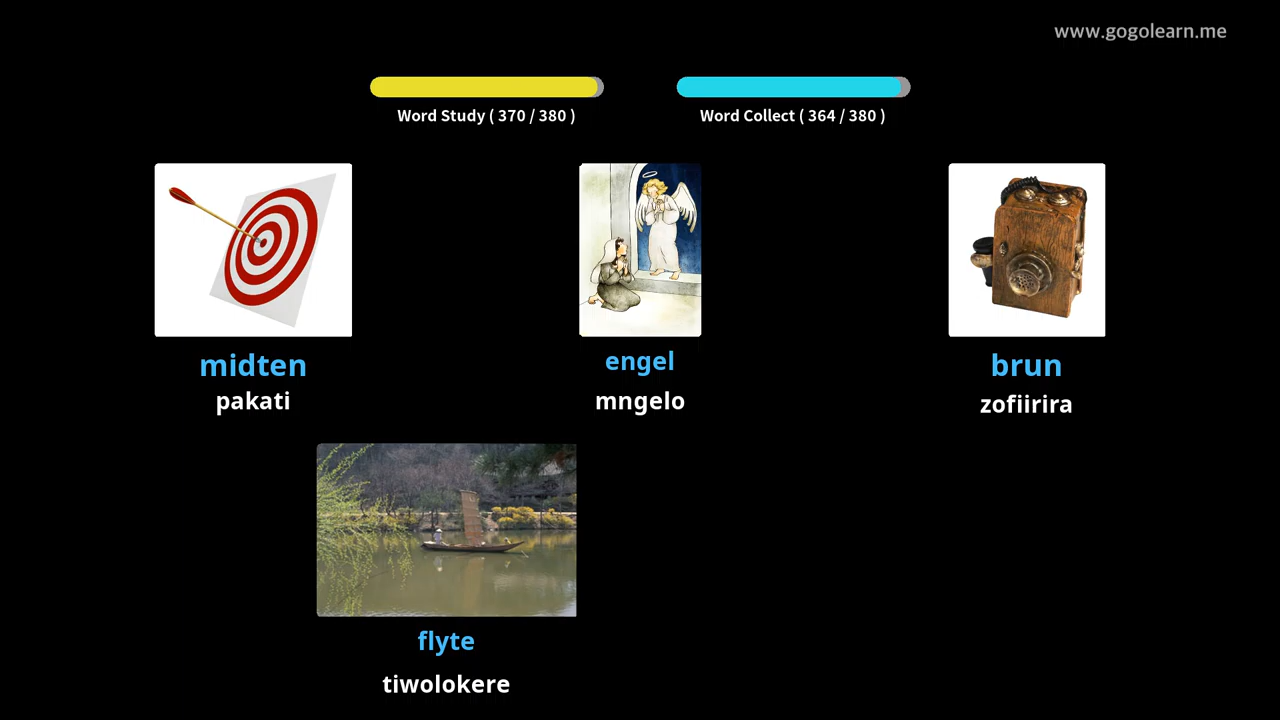 www.gogolearn.me
Word Study ( 370 / 380 )
Word Collect ( 364 / 380 )
midten
pakati
engel
mngelo
brun
zofiirira
flyte
tiwolokere